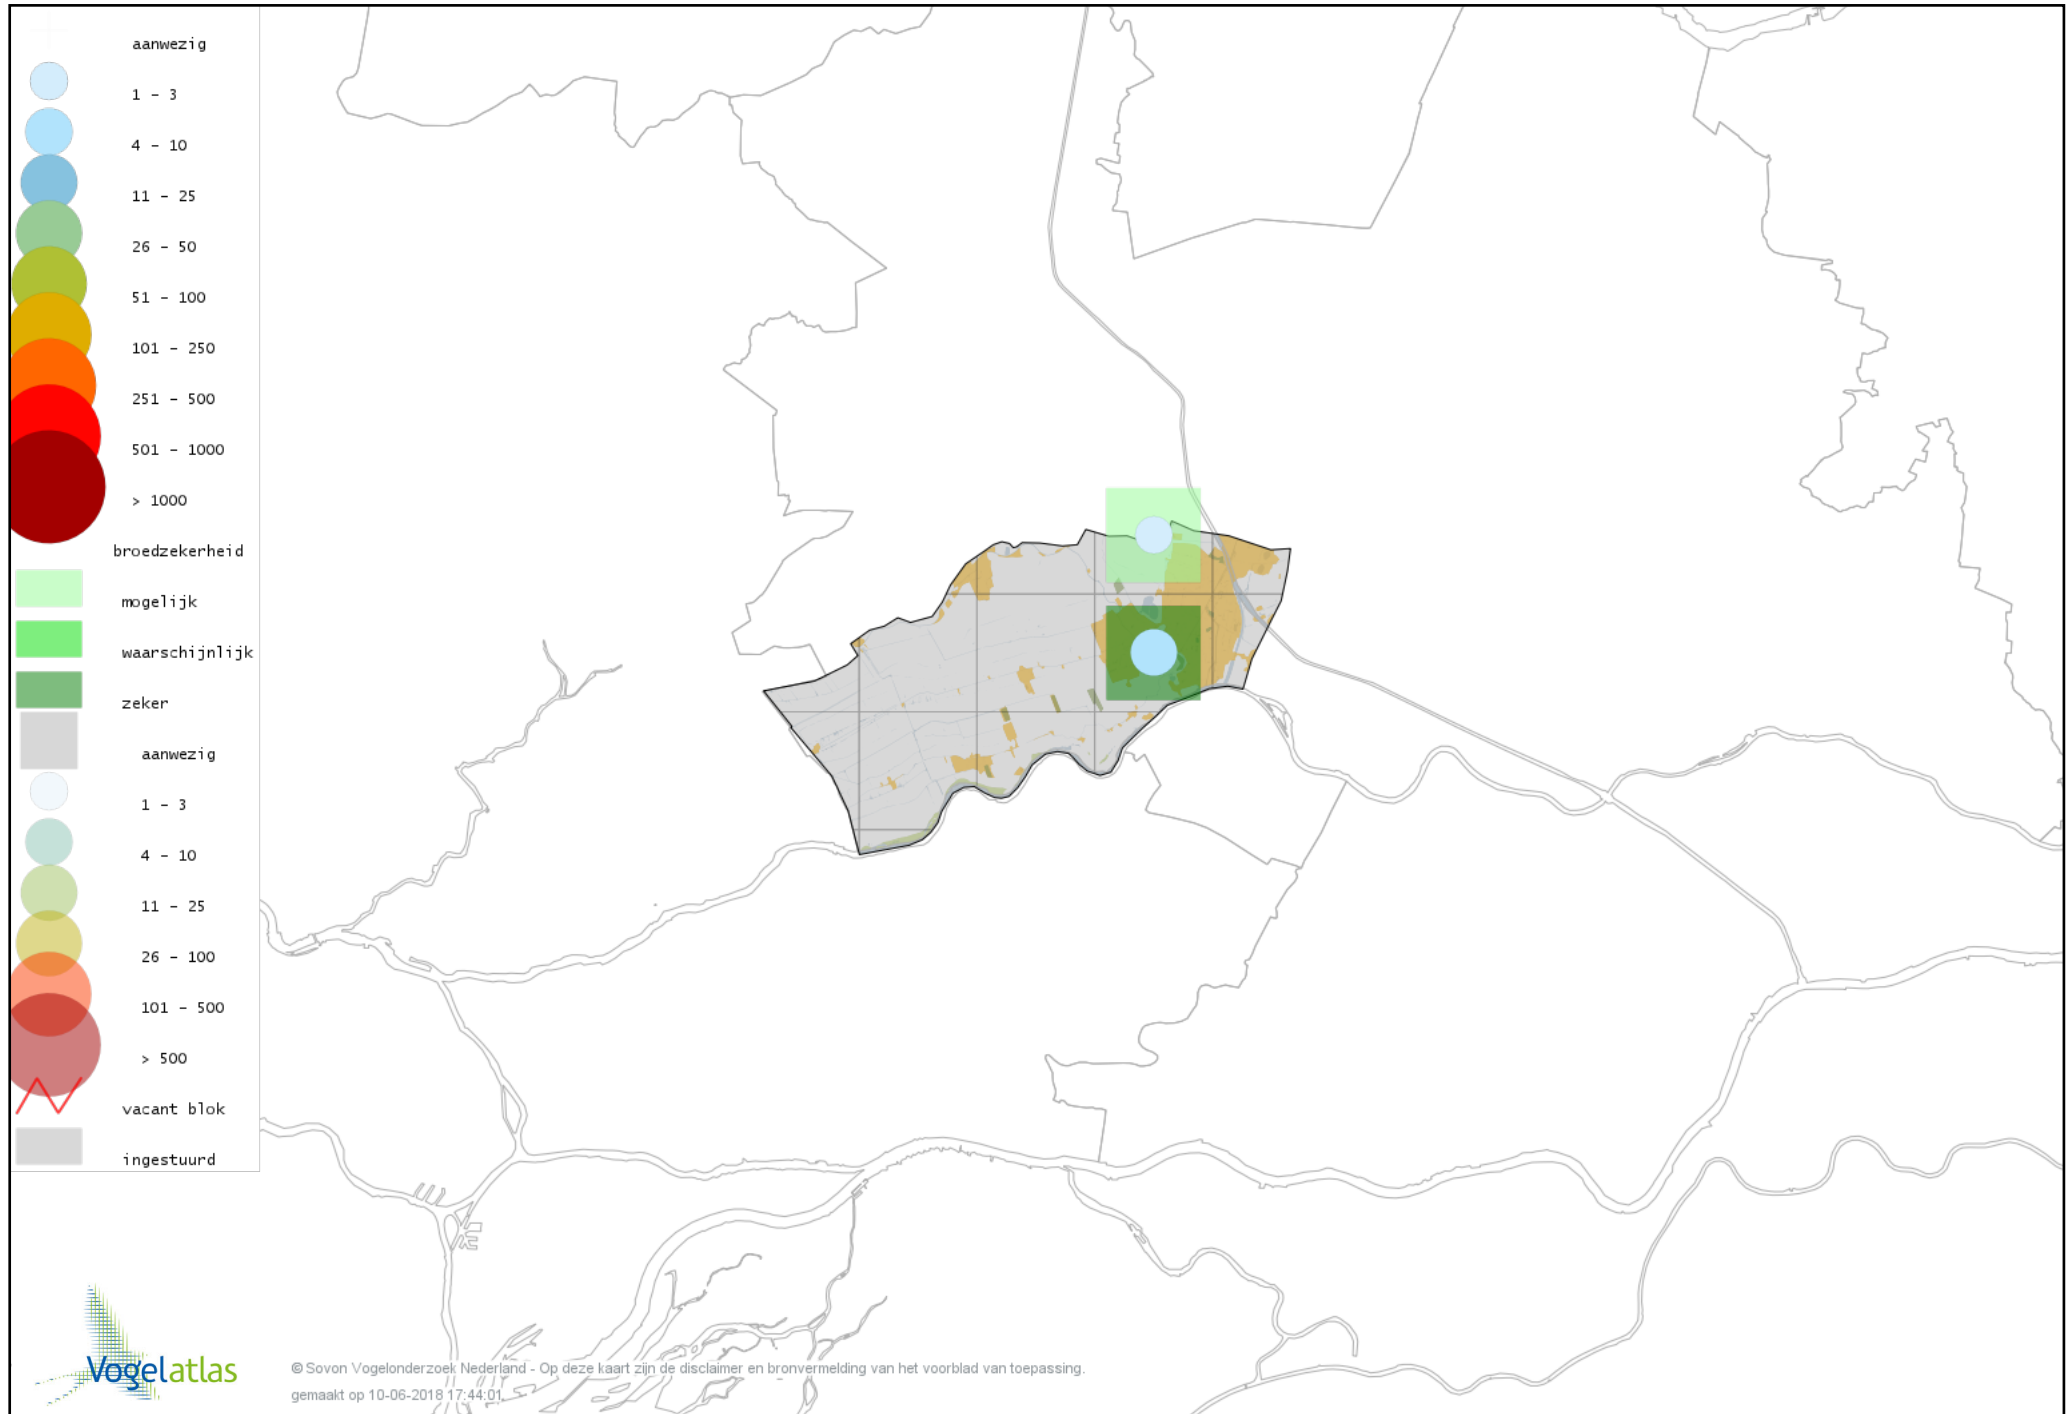 aanwezig
1 – 3
4 – 10
11 – 25
26 – 50
51 – 100
101 – 250
251 – 500
501 – 1000
> 1000
broedzekerheid
mogelijk
waarschijnlijk
zeker
aanwezig
1 – 3
4 – 10
11 – 25
26 – 100
101 – 500
> 500
vacant blok
ingestuurd
Vogelatlas
© Sovon Vogelonderzoek Nederland - Op deze kaart zijn de disclaimer en bronvermelding van het voorblad van toepassing.
gemaakt op 10-06-2018 17:44:01